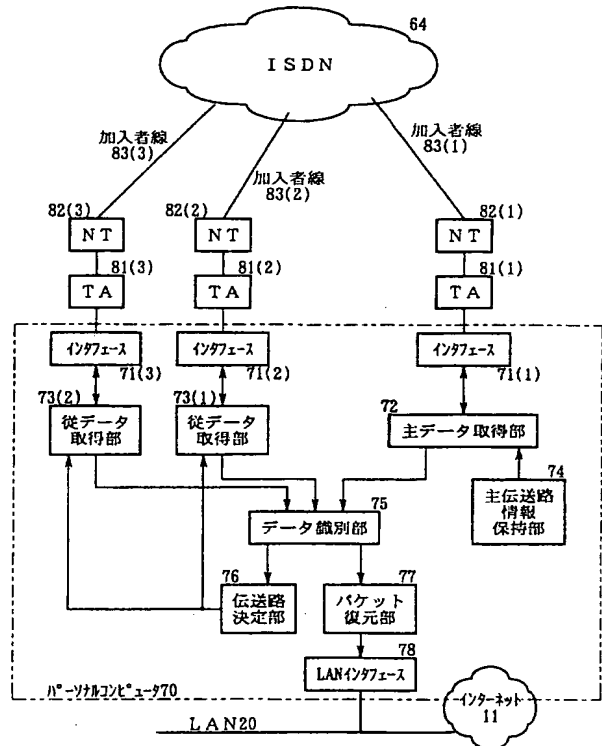 64
ISDN
加入者線
83(3)
加入者線
83(2)
加入者線
83(1)
82(3)
NT
82(2)
NT
82(1)
NT
81(3)
TA
81(2)
TA
81(1)
TA
インタフェース
71(3)
インタフェース
71(2)
インタフェース
71(1)
73(2)
従データ
取得部
73(1)
従データ
取得部
72
主データ取得部
74
主伝送路
情報
保持部
75
データ識別部
76
伝送路
決定部
77
パケット
復元部
78
LANインタフェース
パーソナルコンピュータ70
インターネット
11
LAN20